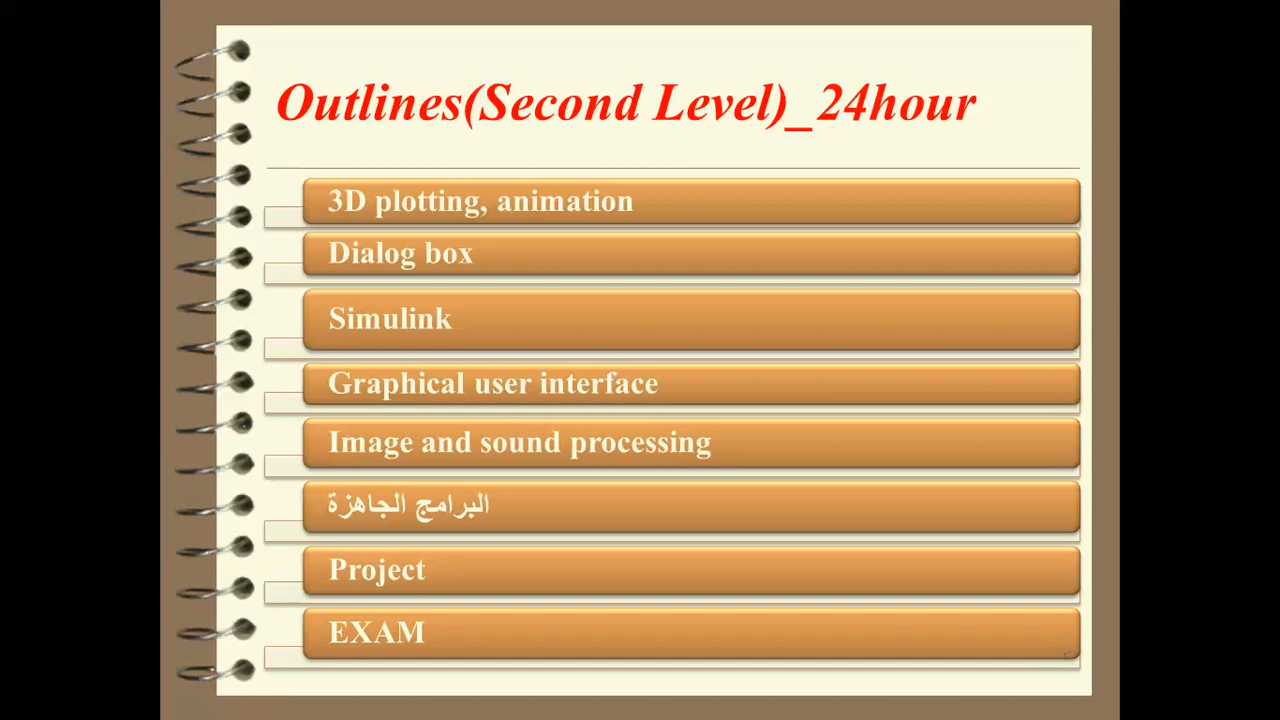 Outlines(Second Level)_24hour
3D plotting, animation
Dialog box
Simulink
Graphical user interface
Image and sound processing
البرامج الجاهزة
Project
EXAM